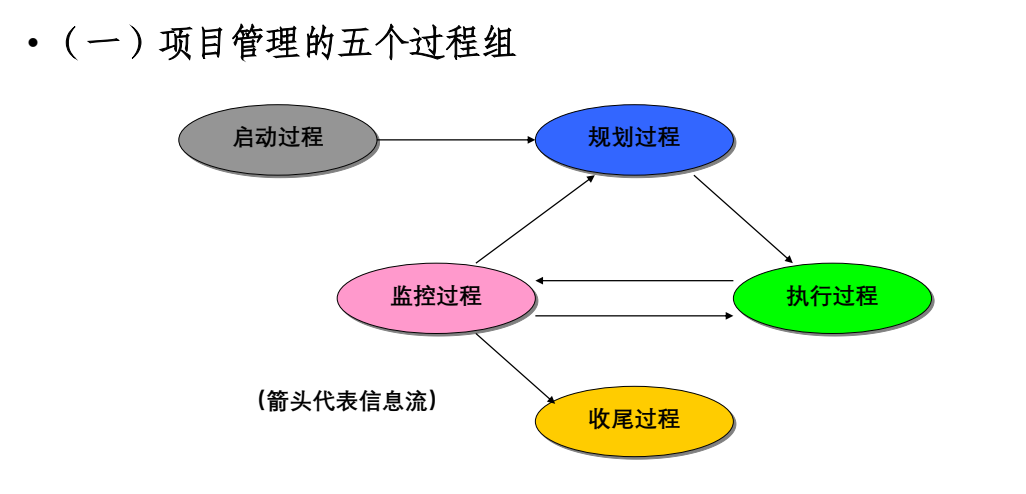 •（一）项目管理的五个过程组
启动过程
规划过程
监控过程
执行过程
(箭头代表信息流)
收尾过程